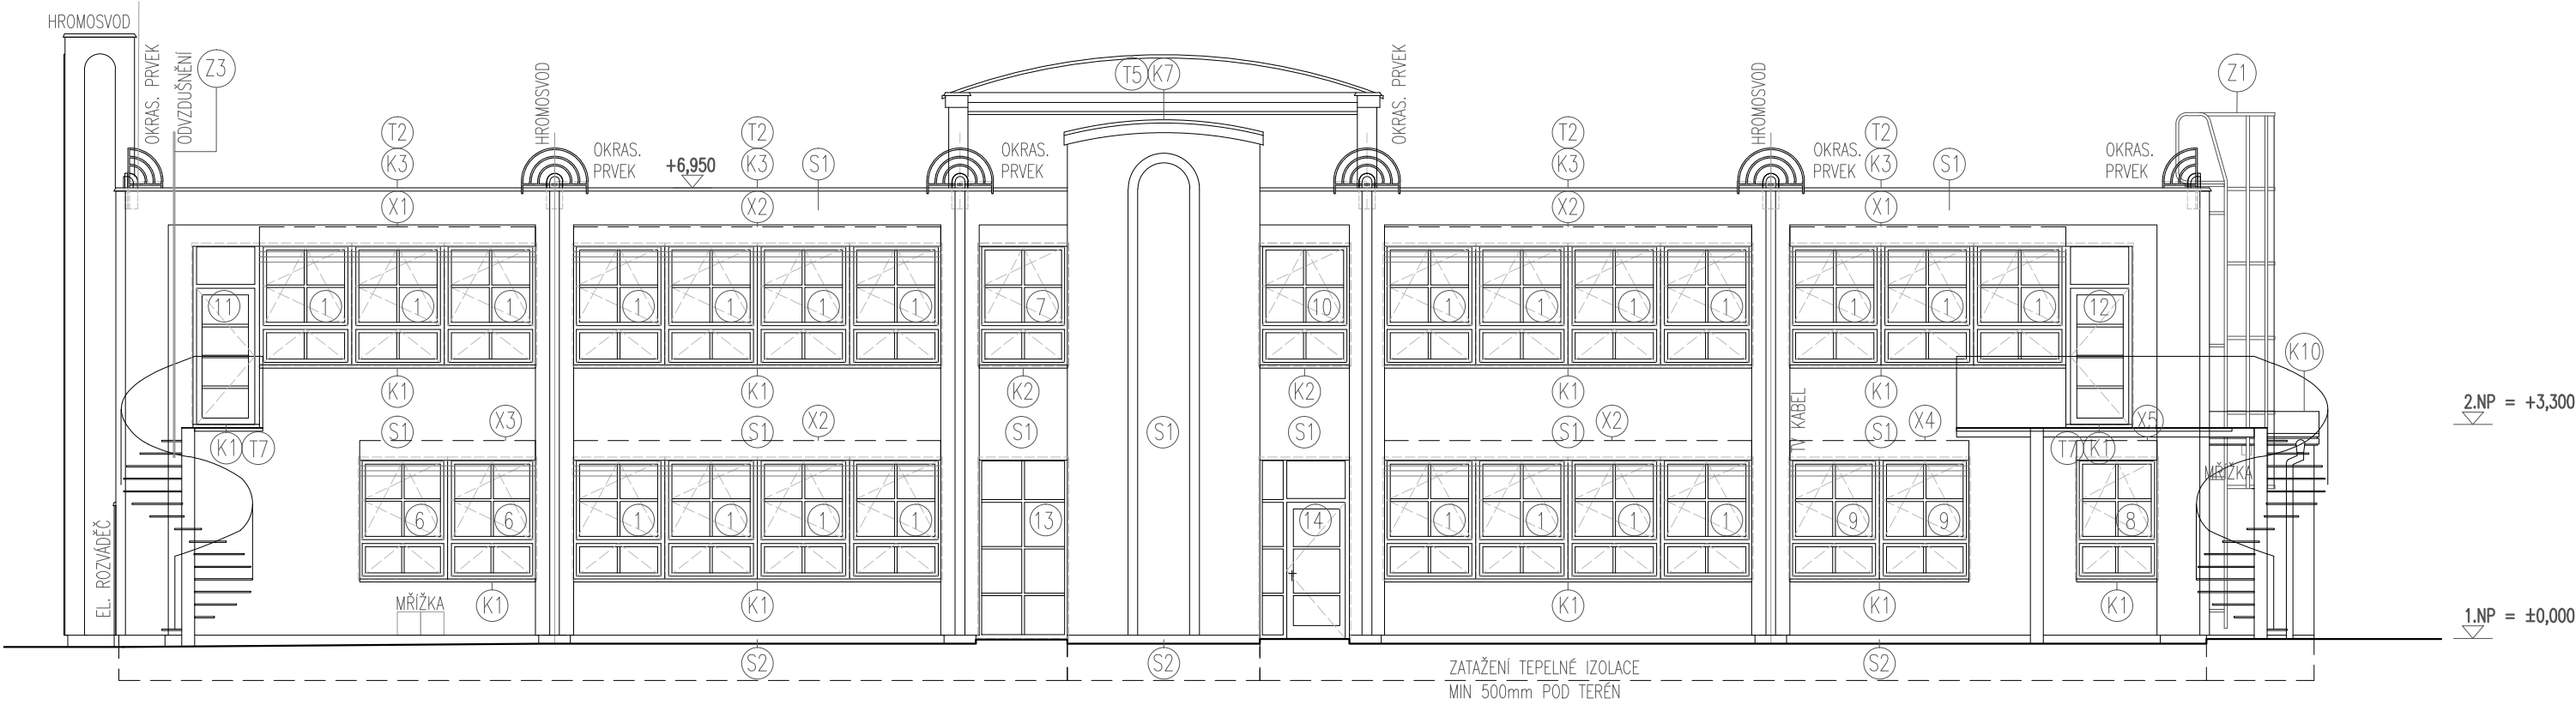 HROMOSVOD
OKRAS. PRVEK
ODVZDUŠNĚNÍ
Z3
HROMOSVOD
T5 K7
OKRAS. PRVEK
HROMOSVOD
Z1
T2
T2
T2
T2
K3
K3
S1
K3
K3
S1
OKRAS.
PRVEK
+6,950
OKRAS.
PRVEK
OKRAS.
PRVEK
OKRAS.
PRVEK
X1
X2
X2
X1
11
1
1
1
1
1
1
1
7
10
1
1
1
1
1
1
1
12
K10
K1
K1
K2
K2
K1
K1
TV KABEL
2.NP = +3,300
K1
T7
S1
X3
S1
X2
S1
S1
S1
S1
X2
S1
X4
T7
K1
X5
MŘÍŽKA
6
6
1
1
1
1
13
14
1
1
1
1
9
9
8
EL. ROZVÁDĚČ
MŘÍŽKA
K1
K1
K1
K1
K1
1.NP = ±0,000
S2
S2
S2
ZATAŽENÍ TEPELNÉ IZOLACE
MIN 500mm POD TERÉN